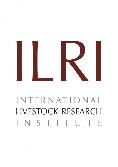 ILRI
INTERNATIONAL
LIVESTOCK RESEARCH
INSTITUTE